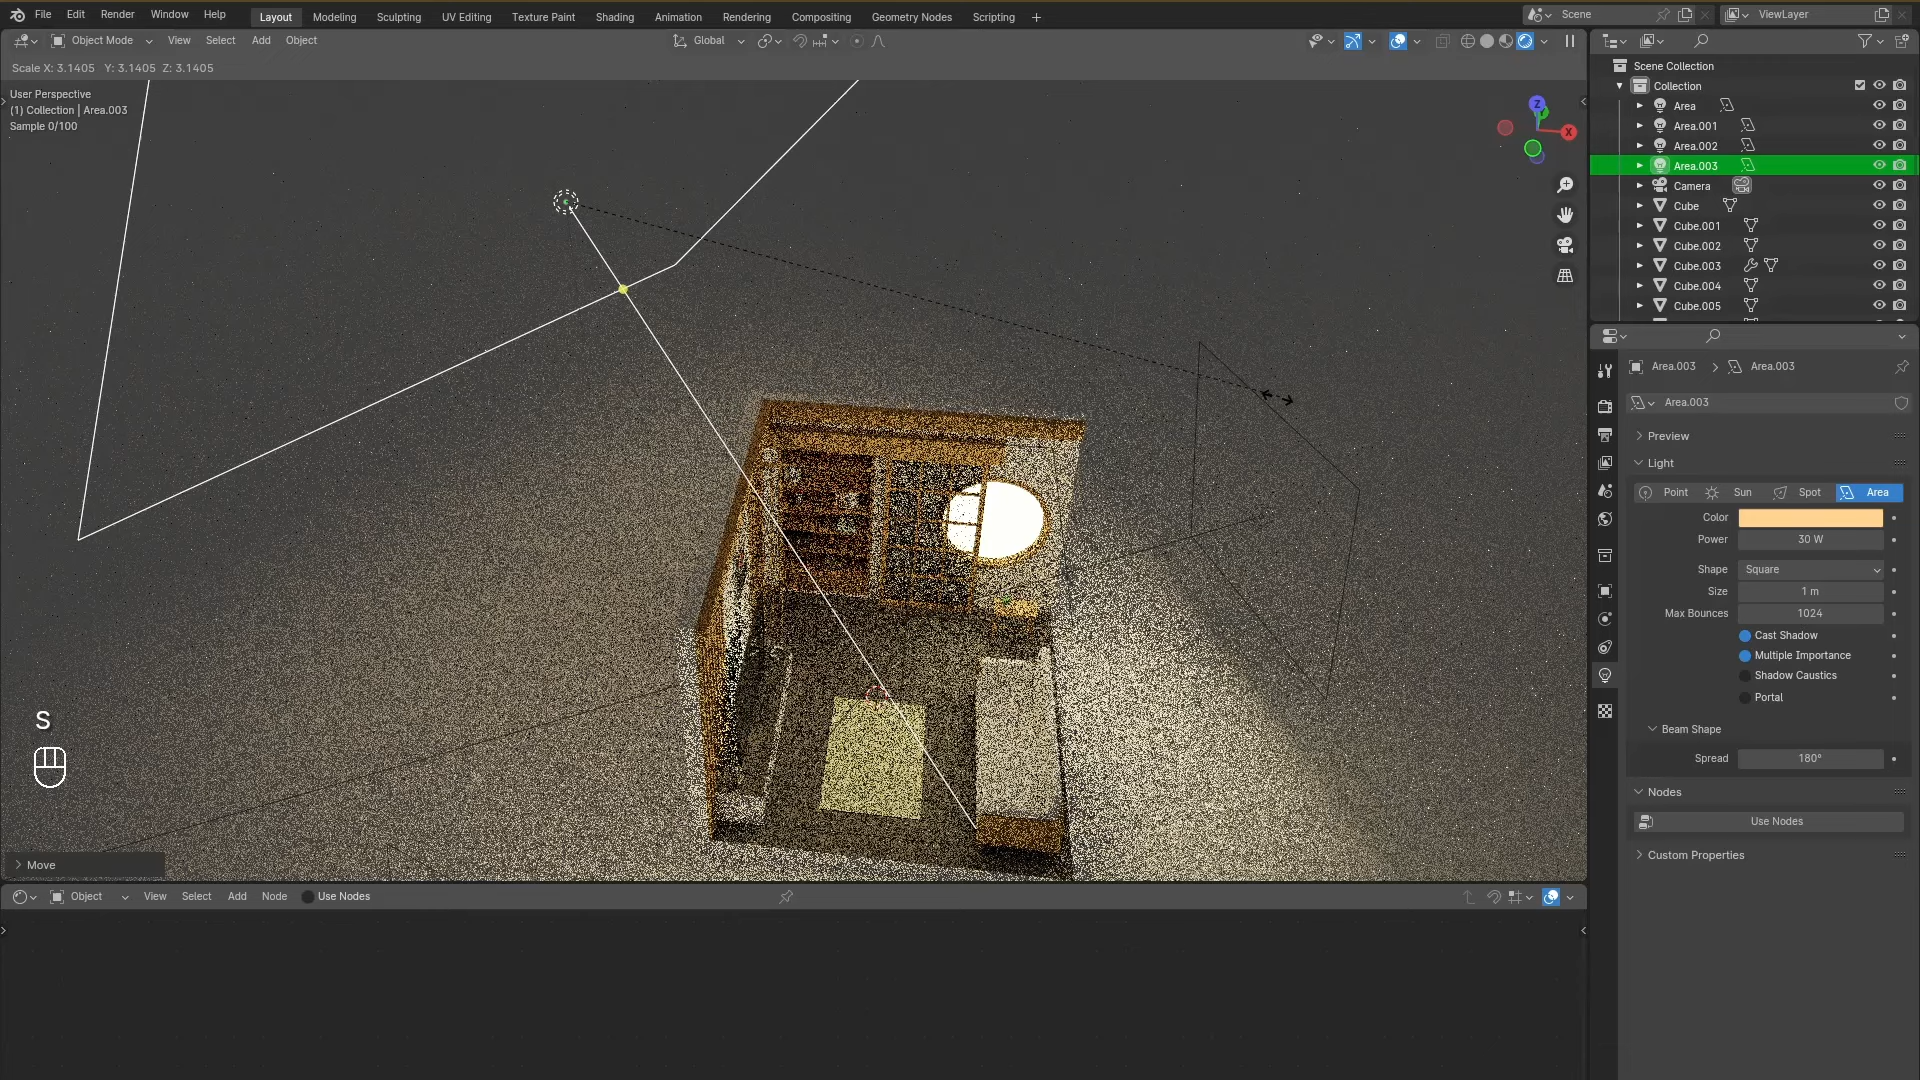 File Edit Render Window Help Layout Modeling Sculpting UV Editing Texture Paint Shading Animation Rendering Compositing Geometry Nodes Scripting + Scene ViewLayer
Object Mode View Select Add Object Global
Scale X: 3.1405 Y: 3.1405 Z: 3.1405
User Perspective
(1) Collection | Area.003
Sample 0/100
Z
X
S
Move
Object View Select Add Node Use Nodes
Scene Collection
Collection
Area
Area.001
Area.002
Area.003
Camera
Cube
Cube.001
Cube.002
Cube.003
Cube.004
Cube.005
Area.003 Area.003
Area.003
Preview
Light
Point Sun Spot Area
Color
Power 30 W
Shape Square
Size 1 m
Max Bounces 1024
Cast Shadow
Multiple Importance
Shadow Caustics
Portal
Beam Shape
Spread 180°
Nodes
Use Nodes
Custom Properties